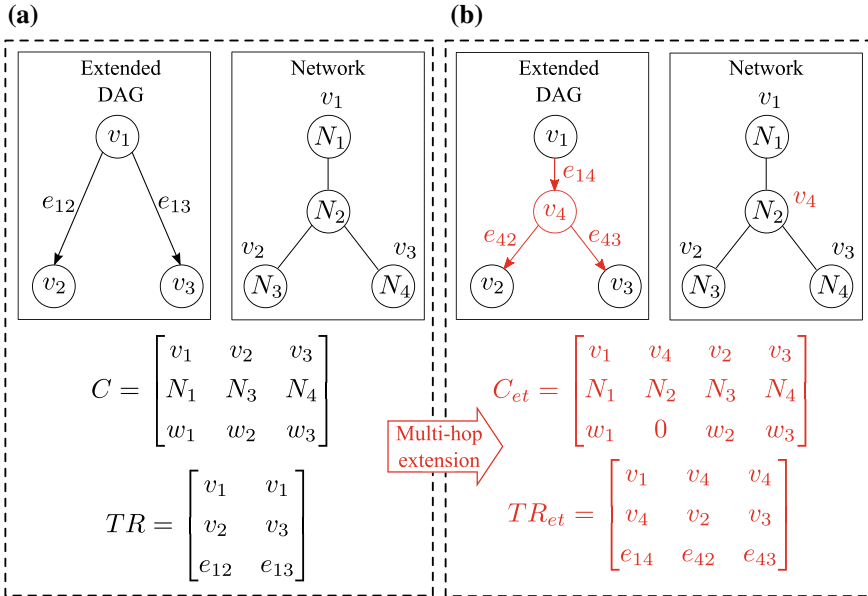 (a)
Extended
DAG
v₁
e₁₂ e₁₃
v₂ v₃
Network
v₁
N₁
N₂
v₂ v₃
N₃ N₄
C = [v₁ v₂ v₃
N₁ N₃ N₄
w₁ w₂ w₃]
TR = [v₁ v₁
v₂ v₃
e₁₂ e₁₃]
Multi-hop
extension
(b)
Extended
DAG
v₁
e₁₄
v₄
e₄₂ e₄₃
v₂ v₃
Network
v₁
N₁
N₂ v₄
v₂ v₃
N₃ N₄
Cₑₜ = [v₁ v₄ v₂ v₃
N₁ N₂ N₃ N₄
w₁ 0 w₂ w₃]
TRₑₜ = [v₁ v₄ v₄
v₄ v₂ v₃
e₁₄ e₄₂ e₄₃]